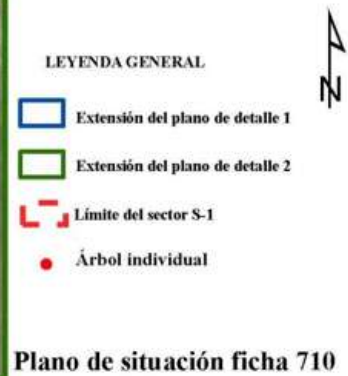 N
LEYENDA GENERAL
Extensión del plano de detalle 1
Extensión del plano de detalle 2
Límite del sector S-1
Árbol individual
Plano de situación ficha 710